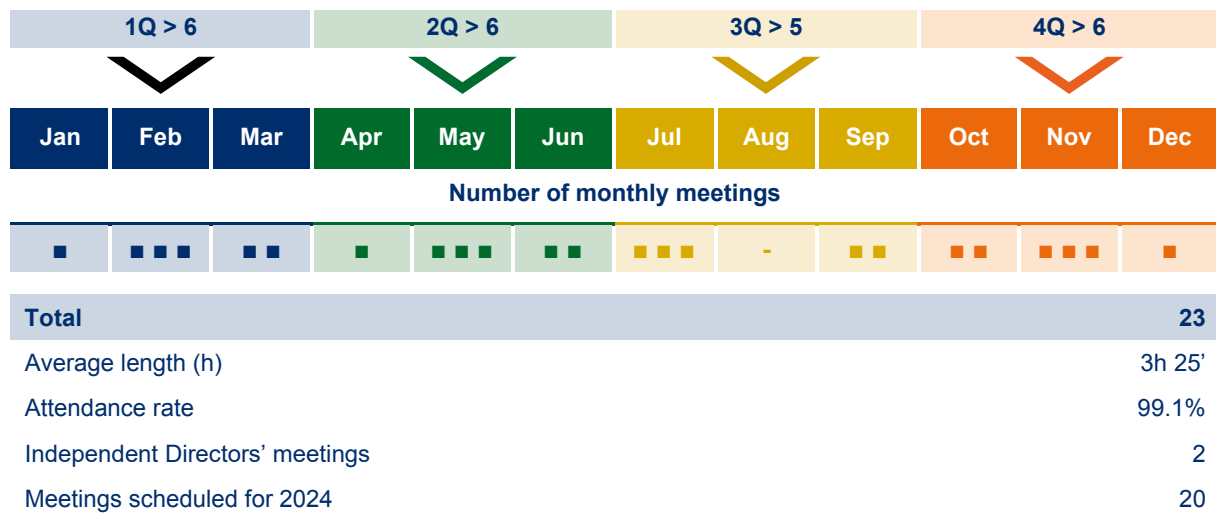 1Q > 6 2Q > 6 3Q > 5 4Q > 6
Jan Feb Mar Apr May Jun Jul Aug Sep Oct Nov Dec
Number of monthly meetings
■ ■ ■ ■ ■ ■ ■ ■ ■ ■ ■ ■ ■ ■ ■ - ■ ■ ■ ■ ■ ■ ■ ■
Total 23
Average length (h) 3h 25’
Attendance rate 99.1%
Independent Directors’ meetings 2
Meetings scheduled for 2024 20